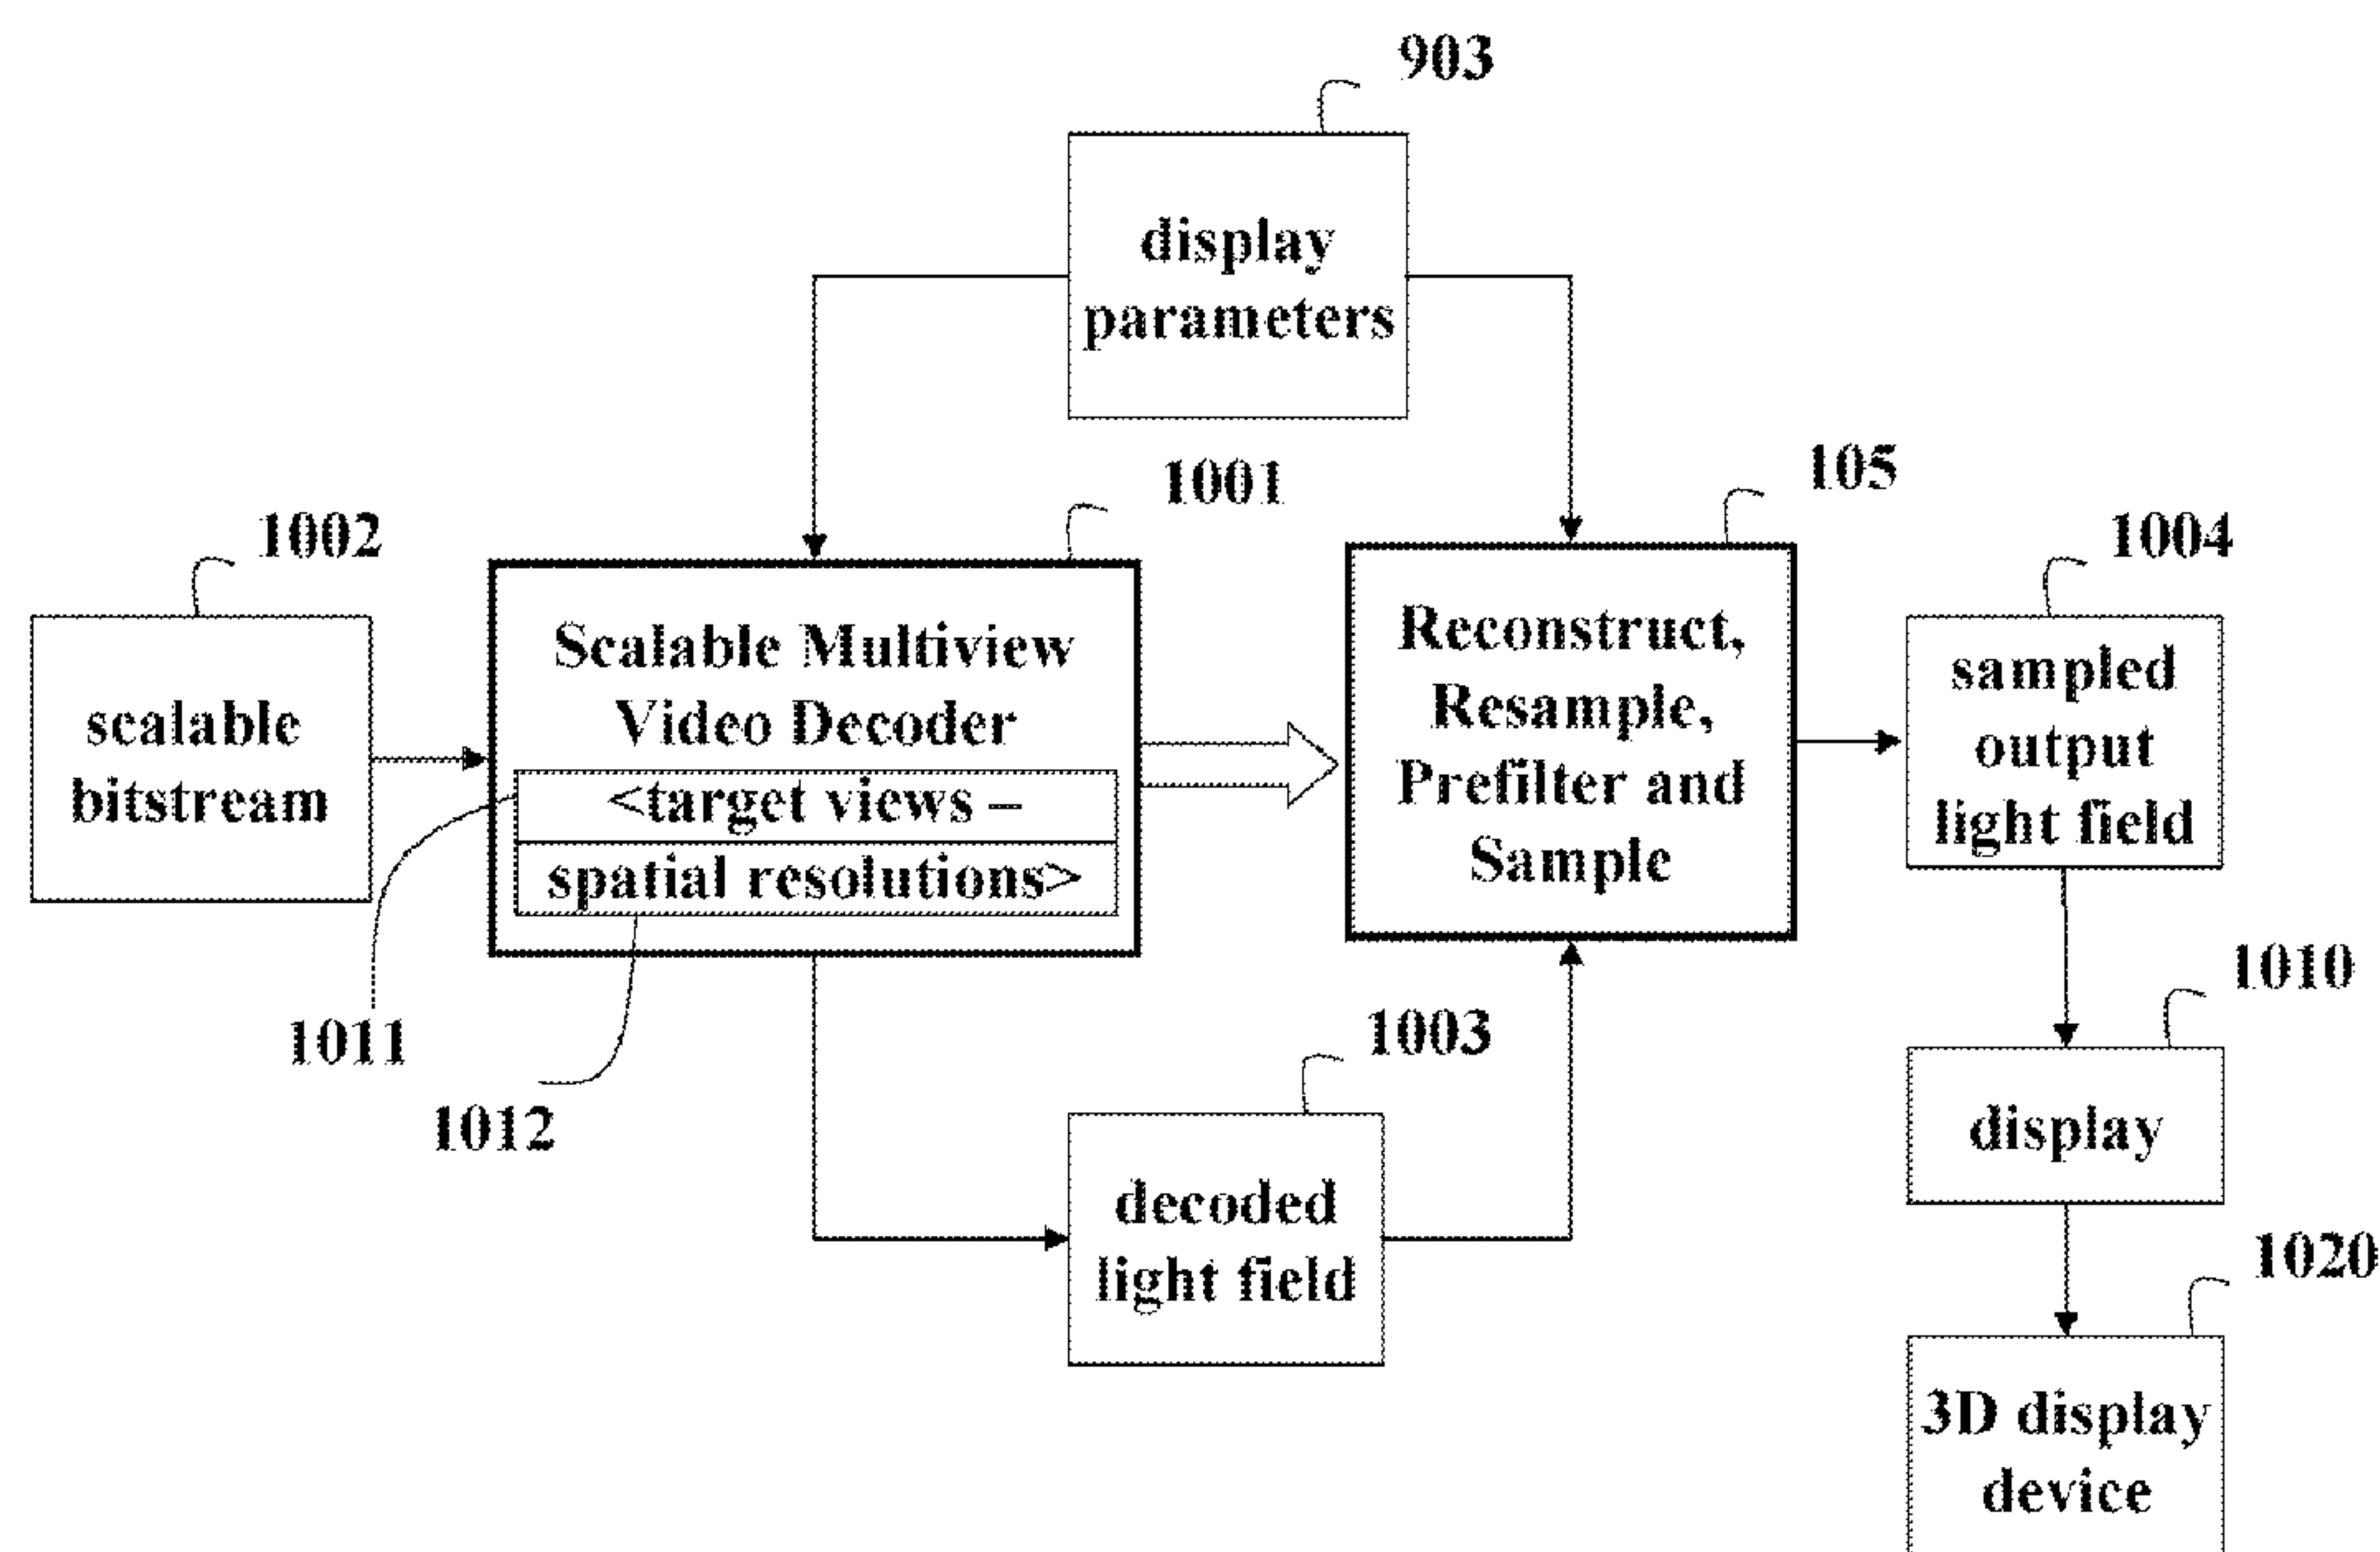 903
display
parameters
1001
105
1002
1004
scalable
bitstream
Scalable Multiview
Video Decoder
<target views –
spatial resolutions>
Reconstruct,
Resample,
Prefilter and
Sample
sampled
output
light field
1011
1012
1003
1010
decoded
light field
display
1020
3D display
device